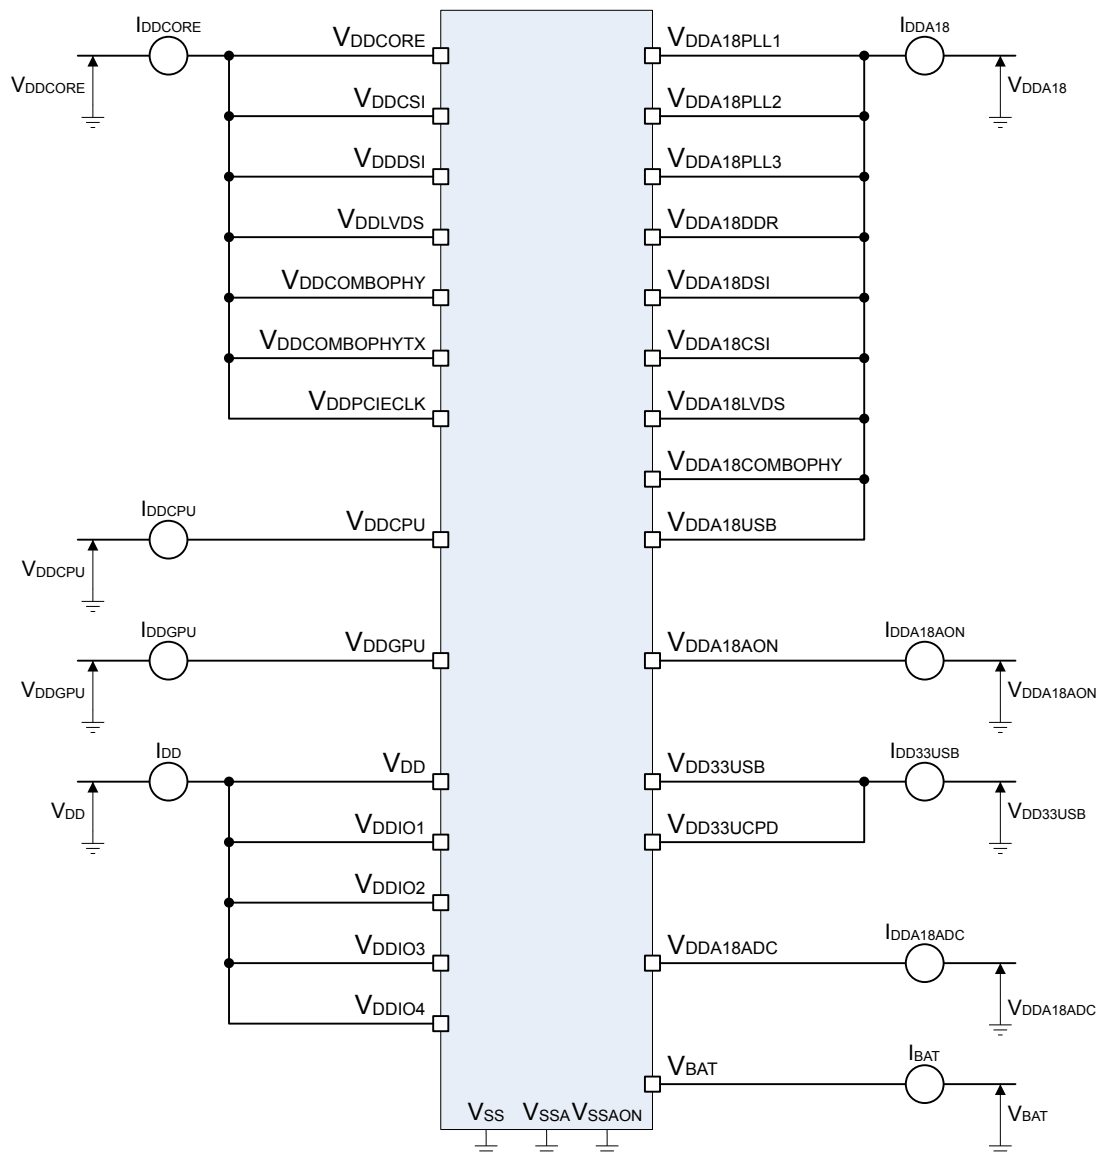 IDDCORE
VDDCORE
VDDCORE
VDDCSI
VDDDSI
VDDLVDS
VDDCOMBOPHY
VDDCOMBOPHYTX
VDDPCIECLK
IDDCPU
VDDCPU
VDDCPU
IDDGPU
VDDGPU
VDDGPU
IDD
VDD
VDD
VDDIO1
VDDIO2
VDDIO3
VDDIO4
VDDA18PLL1
IDDA18
VDDA18
VDDA18PLL2
VDDA18PLL3
VDDA18DDR
VDDA18DSI
VDDA18CSI
VDDA18LVDS
VDDA18COMBOPHY
VDDA18USB
VDDA18AON
IDDA18AON
VDDA18AON
VDD33USB
IDD33USB
VDD33USB
VDD33UCPD
VDDA18ADC
IDDA18ADC
VDDA18ADC
VBAT
IBAT
VBAT
VSS VSSA VSSAON